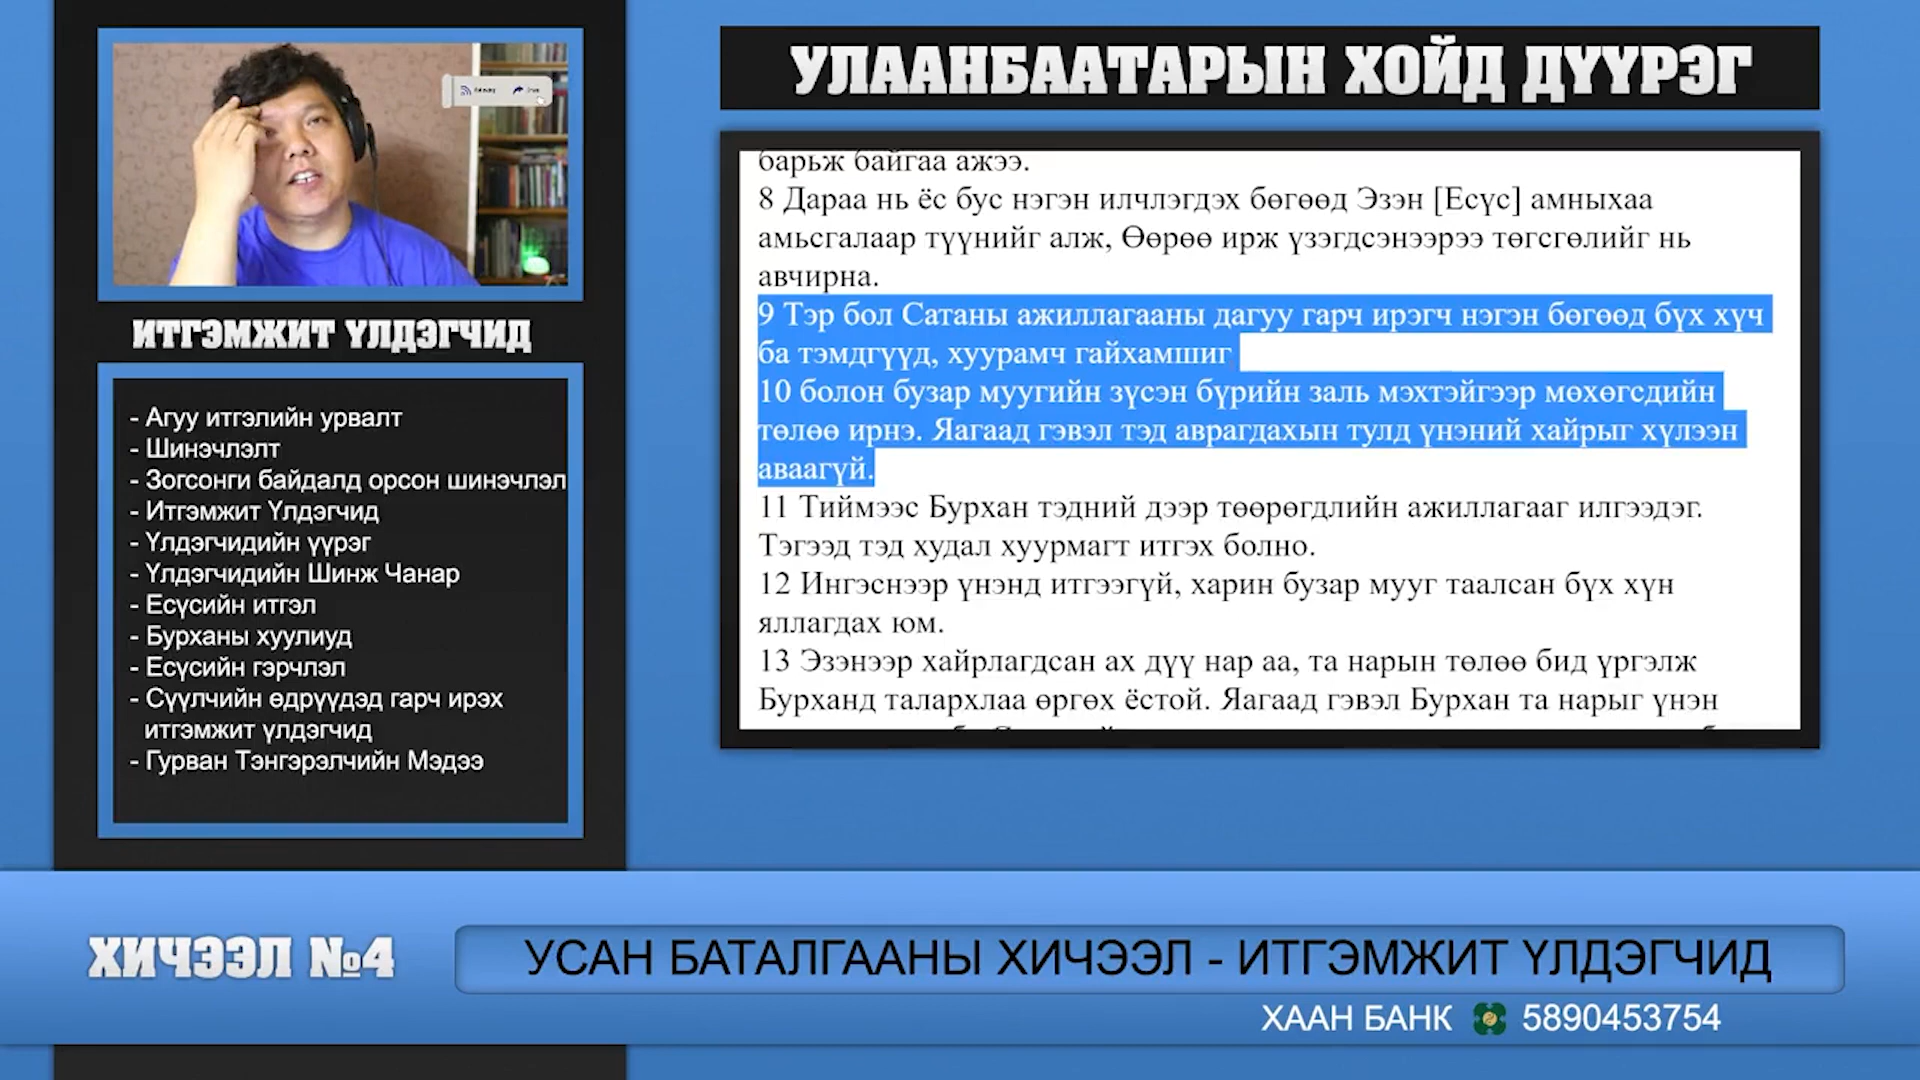 УЛААНБААТАРЫН ХОЙД ДҮҮРЭГ
ИТГЭМЖИТ ҮЛДЭГЧИД
- Агуу итгэлийн урвалт
- Шинэчлэлт
- Зогсонги байдалд орсон шинэчлэл
- Итгэмжит Үлдэгчид
- Үлдэгчидийн үүрэг
- Үлдэгчидийн Шинж Чанар
- Есүсийн итгэл
- Бурханы хуулиуд
- Есүсийн гэрчлэл
- Сүүлчийн өдрүүдэд гарч ирэх
итгэмжит үлдэгчид
- Гурван Тэнгэрэлчийн Мэдээ
барьж байгаа ажээ.
8 Дараа нь ёс бус нэгэн илчлэгдэх бөгөөд Эзэн [Есүс] амныхаа
амьсгалаар түүнийг алж, Өөрөө ирж үзэгдсэнээрээ төгсгөлийг нь
авчирна.
9 Тэр бол Сатаны ажиллагааны дагуу гарч ирэгч нэгэн бөгөөд бүх хүч
ба тэмдгүүд, хуурамч гайхамшиг
10 болон бузар муугийн зүсэн бүрийн заль мэхтэйгээр мөхөгсдийн
төлөө ирнэ. Яагаад гэвэл тэд аврагдахын тулд үнэний хайрыг хүлээн
аваагүй.
11 Тиймээс Бурхан тэдний дээр төөрөгдлийн ажиллагааг илгээдэг.
Тэгээд тэд худал хуурмагт итгэх болно.
12 Ингэснээр үнэнд итгээгүй, харин бузар мууг таалсан бүх хүн
яллагдах юм.
13 Эзэнээр хайрлагдсан ах дүү нар аа, та нарын төлөө бид үргэлж
Бурханд талархлаа өргөх ёстой. Яагаад гэвэл Бурхан та нарыг үнэн
ХИЧЭЭЛ №4
УСАН БАТАЛГААНЫ ХИЧЭЭЛ - ИТГЭМЖИТ ҮЛДЭГЧИД
ХААН БАНК 5890453754